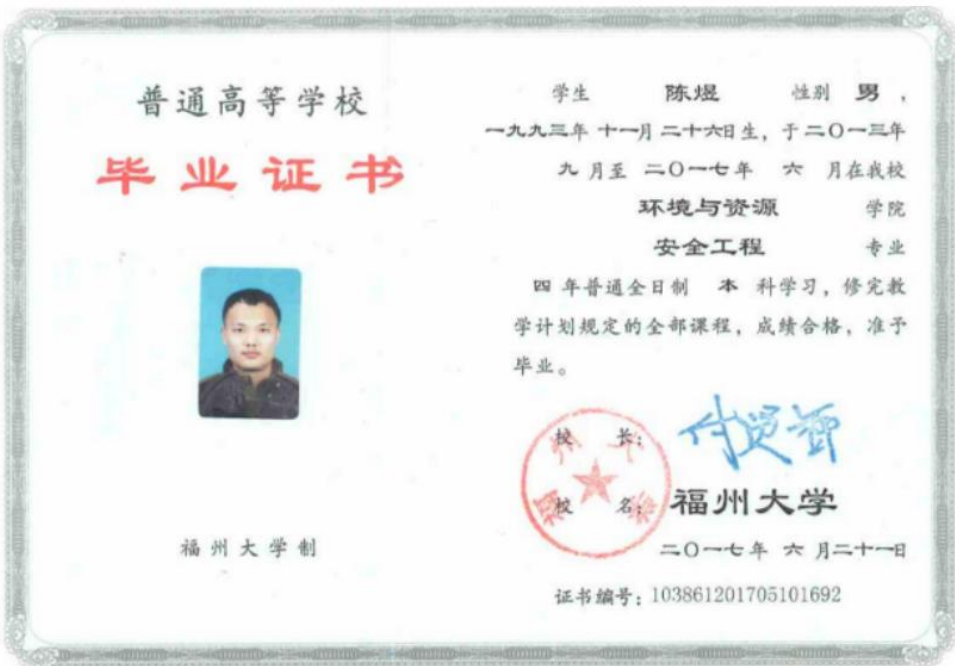 普通高等学校
毕业证书
福州大学制
学生 陈煜 性别 男，
一九九三年 十一月 二十六日生，于二〇一三年
九 月至 二〇一七年 六 月在我校
环境与资源 学院
安全工程 专业
四 年普通全日制 本 科学习，修完教
学计划规定的全部课程，成绩合格，准予
毕业。
校 长：
校 名：福州大学
二〇一七年 六 月二十一日
证书编号：103861201705101692